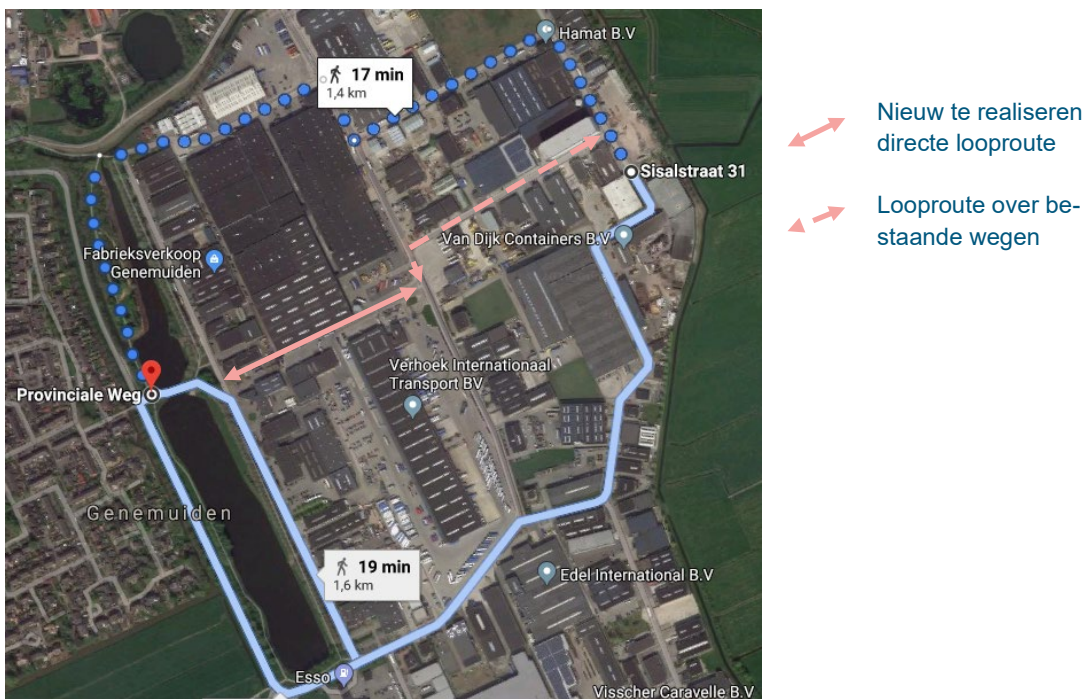 Hamat B.V
17 min
1,4 km
Sisalstraat 31
Van Dijk Containers B.V
Fabrieksverkoop
Genemuiden
Verhoek Internationaal
Transport BV
Provinciale Weg
Genemuiden
19 min
1,6 km
Edel International B.V
Esso
Visscher Caravelle B.V
Nieuw te realiseren
directe looproute
Looproute over be-
staande wegen